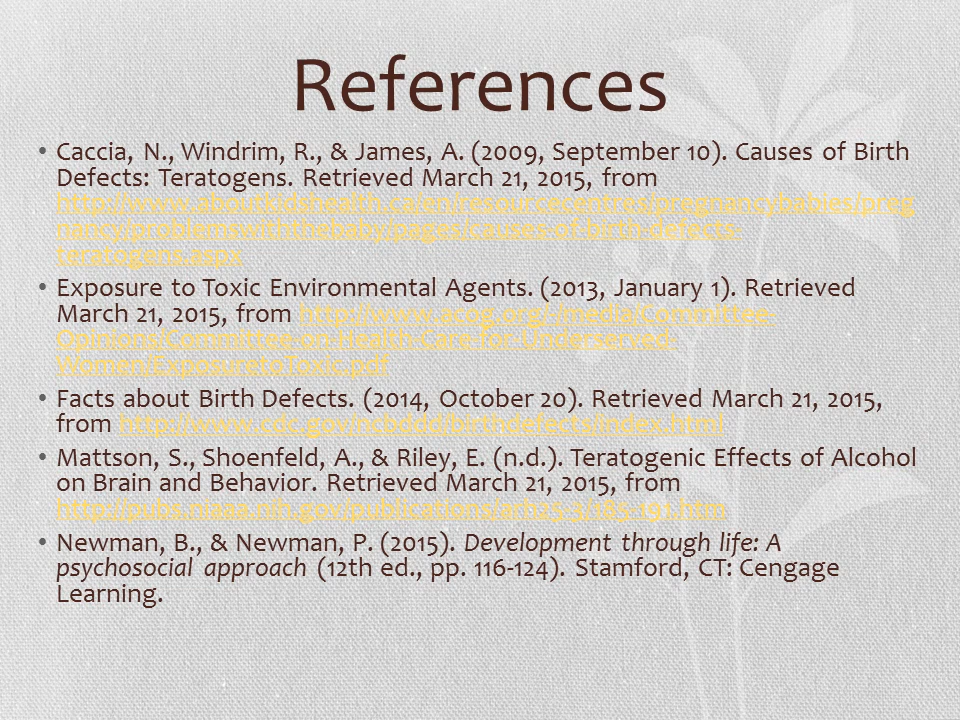 References
• Caccia, N., Windrim, R., & James, A. (2009, September 10). Causes of Birth
Defects: Teratogens. Retrieved March 21, 2015, from
http://www.aboutkidshealth.ca/en/resourcecentres/pregnancybabies/preg
nancy/problemswiththebaby/pages/causes-of-birth-defects-
teratogens.aspx
• Exposure to Toxic Environmental Agents. (2013, January 1). Retrieved
March 21, 2015, from http://www.acog.org/-/media/Committee-
Opinions/Committee-on-Health-Care-for-Underserved-
Women/ExposuretoToxic.pdf
• Facts about Birth Defects. (2014, October 20). Retrieved March 21, 2015,
from http://www.cdc.gov/ncbddd/birthdefects/index.html
• Mattson, S., Shoenfeld, A., & Riley, E. (n.d.). Teratogenic Effects of Alcohol
on Brain and Behavior. Retrieved March 21, 2015, from
http://pubs.niaaa.nih.gov/publications/arh25-3/185-191.htm
• Newman, B., & Newman, P. (2015). Development through life: A
psychosocial approach (12th ed., pp. 116-124). Stamford, CT: Cengage
Learning.